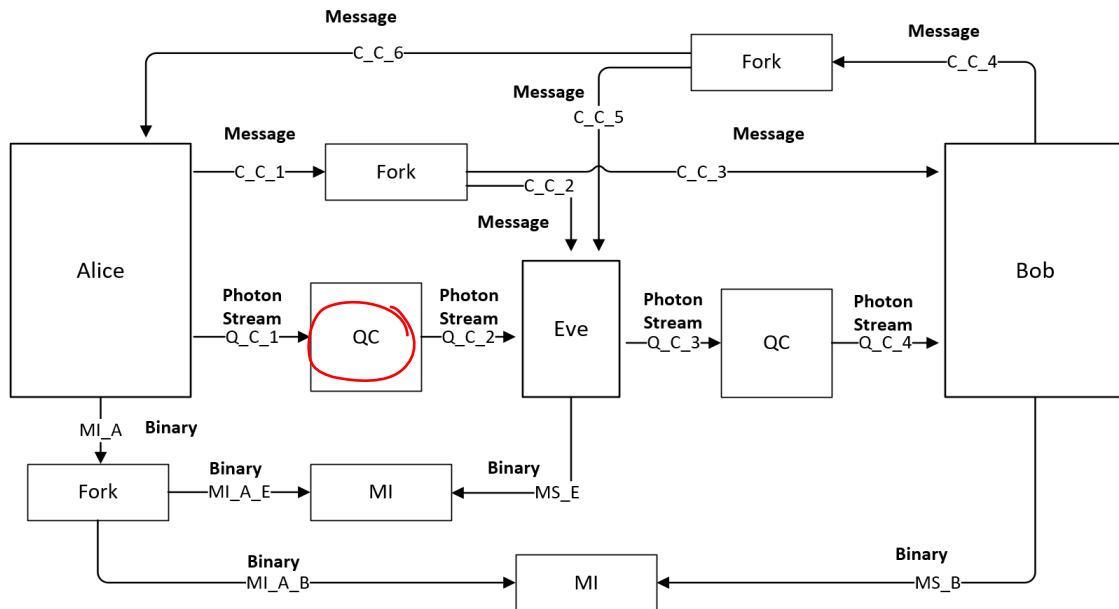 Message
C_C_6
Fork
Message
C_C_4
Message
C_C_5
Message
C_C_1
Fork
Message
C_C_3
C_C_2
Message
Alice
Photon
Stream
Q_C_1
QC
Photon
Stream
Q_C_2
Eve
Photon
Stream
Q_C_3
QC
Photon
Stream
Q_C_4
Bob
MI_A
Binary
Fork
Binary
MI_A_E
MI
Binary
MS_E
Binary
MI_A_B
MI
Binary
MS_B